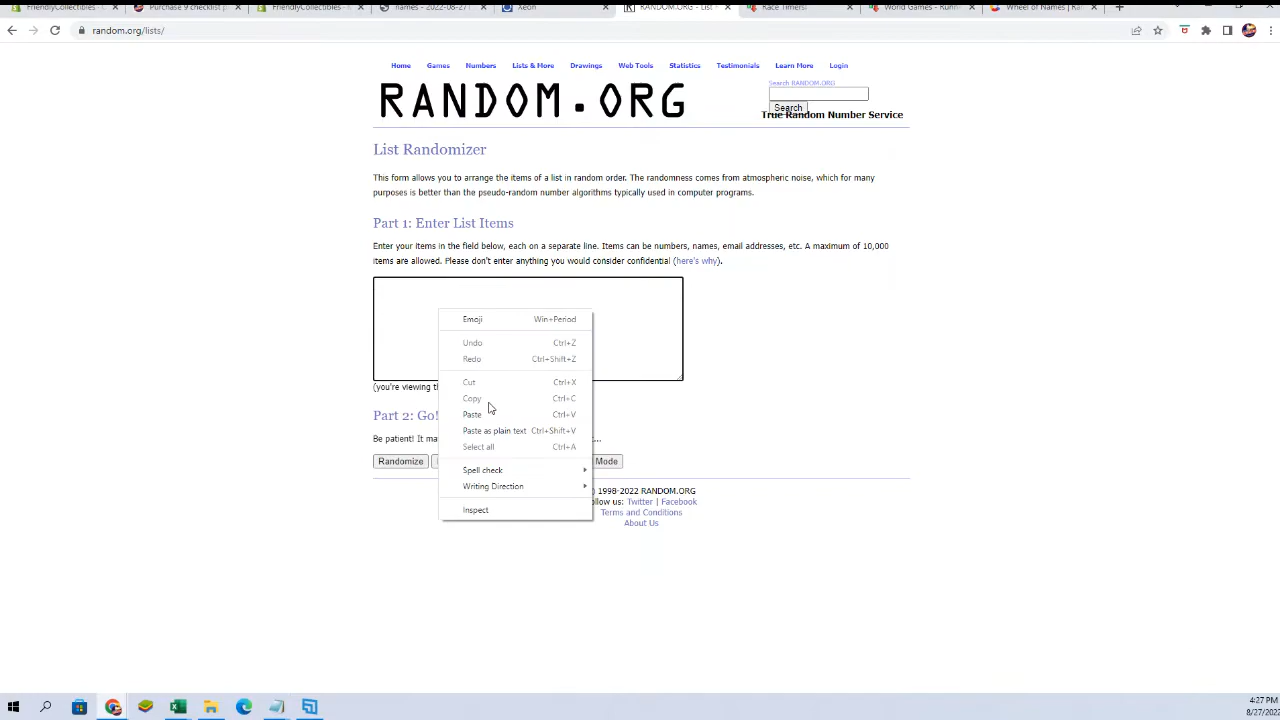 FriendlyCollectibles -
Purchase 9 checklist
FriendlyCollectibles -
names - 2022-08-27
Xeon
RANDOM.ORG - List
Race Timers
World Games - Runn
Wheel of Names |
random.org/lists/
Home Games Numbers Lists & More Drawings Web Tools Statistics Testimonials Learn More Login
Search RANDOM.ORG
RANDOM.ORG
Search
True Random Number Service
List Randomizer
This form allows you to arrange the items of a list in random order. The randomness comes from atmospheric noise, which for many
purposes is better than the pseudo-random number algorithms typically used in computer programs.
Part 1: Enter List Items
Enter your items in the field below, each on a separate line. Items can be numbers, names, email addresses, etc. A maximum of 10,000
items are allowed. Please don't enter anything you would consider confidential (here's why).
Emoji Win+Period
Undo Ctrl+Z
Redo Ctrl+Shift+Z
Cut Ctrl+X
Copy Ctrl+C
Paste Ctrl+V
Paste as plain text Ctrl+Shift+V
Select all Ctrl+A
Spell check
Writing Direction
Inspect
(you're viewing
Part 2: Go!
Be patient! It
Randomize
Mode
1998-2022 RANDOM.ORG
us: Twitter | Facebook
Terms and Conditions
About Us
4:27 PM